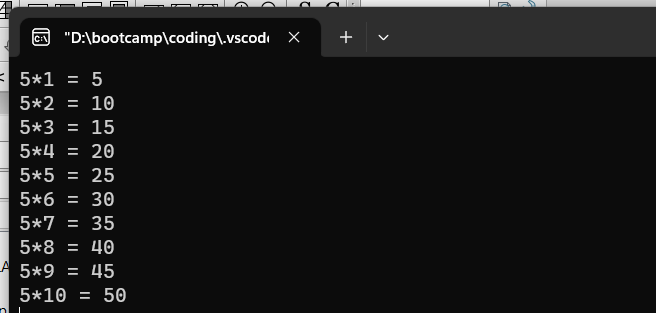 "D:\bootcamp\coding\.vscod
5*1 = 5
5*2 = 10
5*3 = 15
5*4 = 20
5*5 = 25
5*6 = 30
5*7 = 35
5*8 = 40
5*9 = 45
5*10 = 50